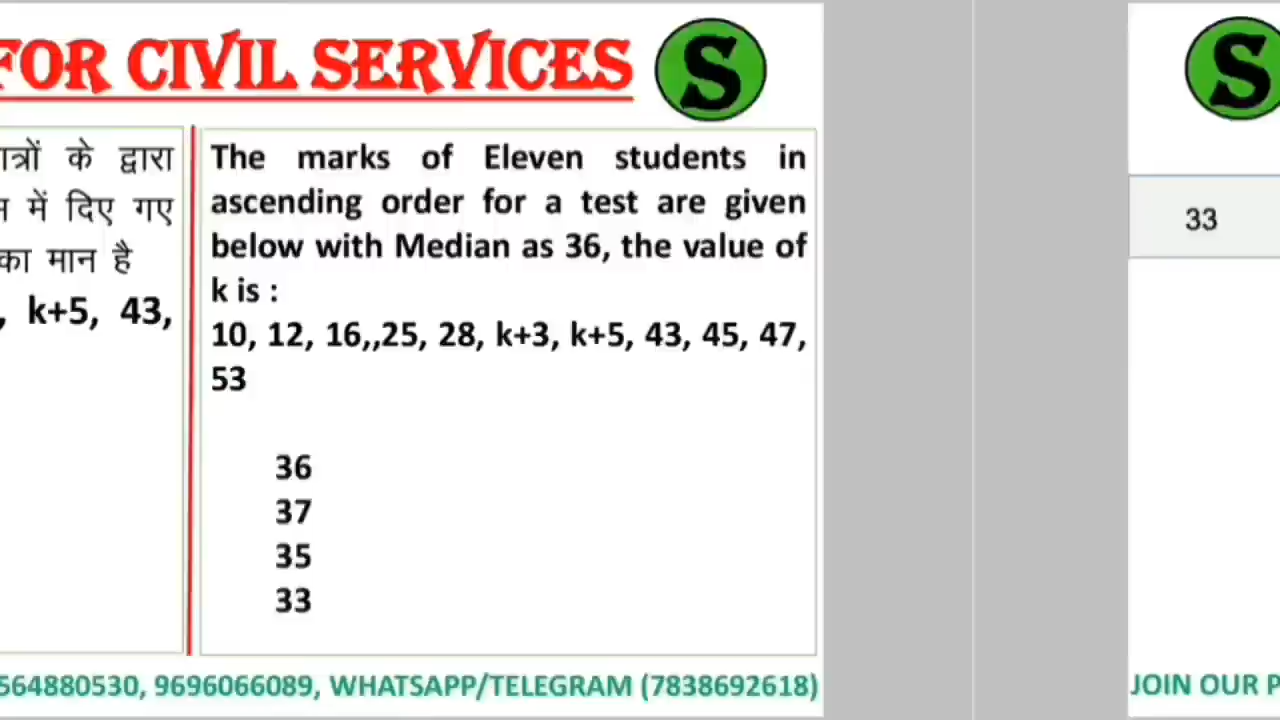 FOR CIVIL SERVICES
S
S
के द्वारा
में दिए गए
का मान है
, k+5, 43,
The marks of Eleven students in
ascending order for a test are given
below with Median as 36, the value of
k is :
10, 12, 16,,25, 28, k+3, k+5, 43, 45, 47,
53
36
37
35
33
33
564880530, 9696066089, WHATSAPP/TELEGRAM (7838692618)
JOIN OUR P